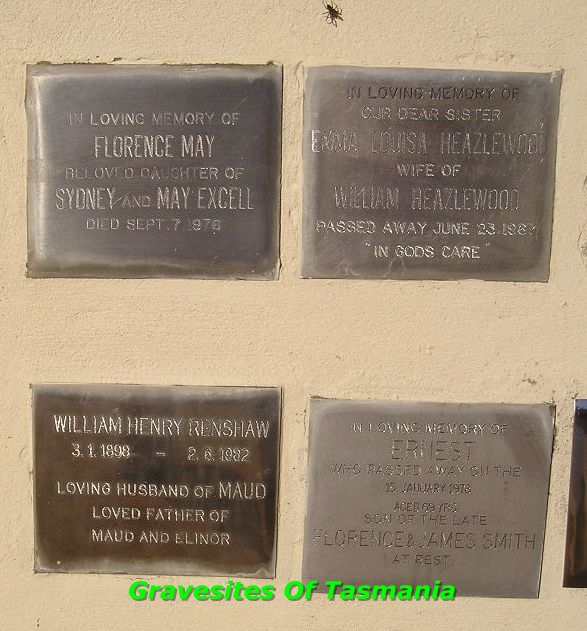 IN LOVING MEMORY OF
FLORENCE MAY
BELOVED DAUGHTER OF
SYDNEY AND MAY EXCELL
DIED SEPT. 7. 1976
IN LOVING MEMORY OF
OUR DEAR SISTER
EMMA LOUISA HEAZLEWOOD
WIFE OF
WILLIAM HEAZLEWOOD
PASSED AWAY JUNE 23 1967
"IN GODS CARE"
WILLIAM HENRY RENSHAW
3.1.1898 - 2.6.1982
LOVING HUSBAND OF MAUD
LOVED FATHER OF
MAUD AND ELINOR
IN LOVING MEMORY OF
ERNEST
WHO PASSED AWAY ON THE
15 JANUARY 1978
AGED 69 YRS
SON OF THE LATE
FLORENCE & JAMES SMITH
AT REST
Gravesites Of Tasmania